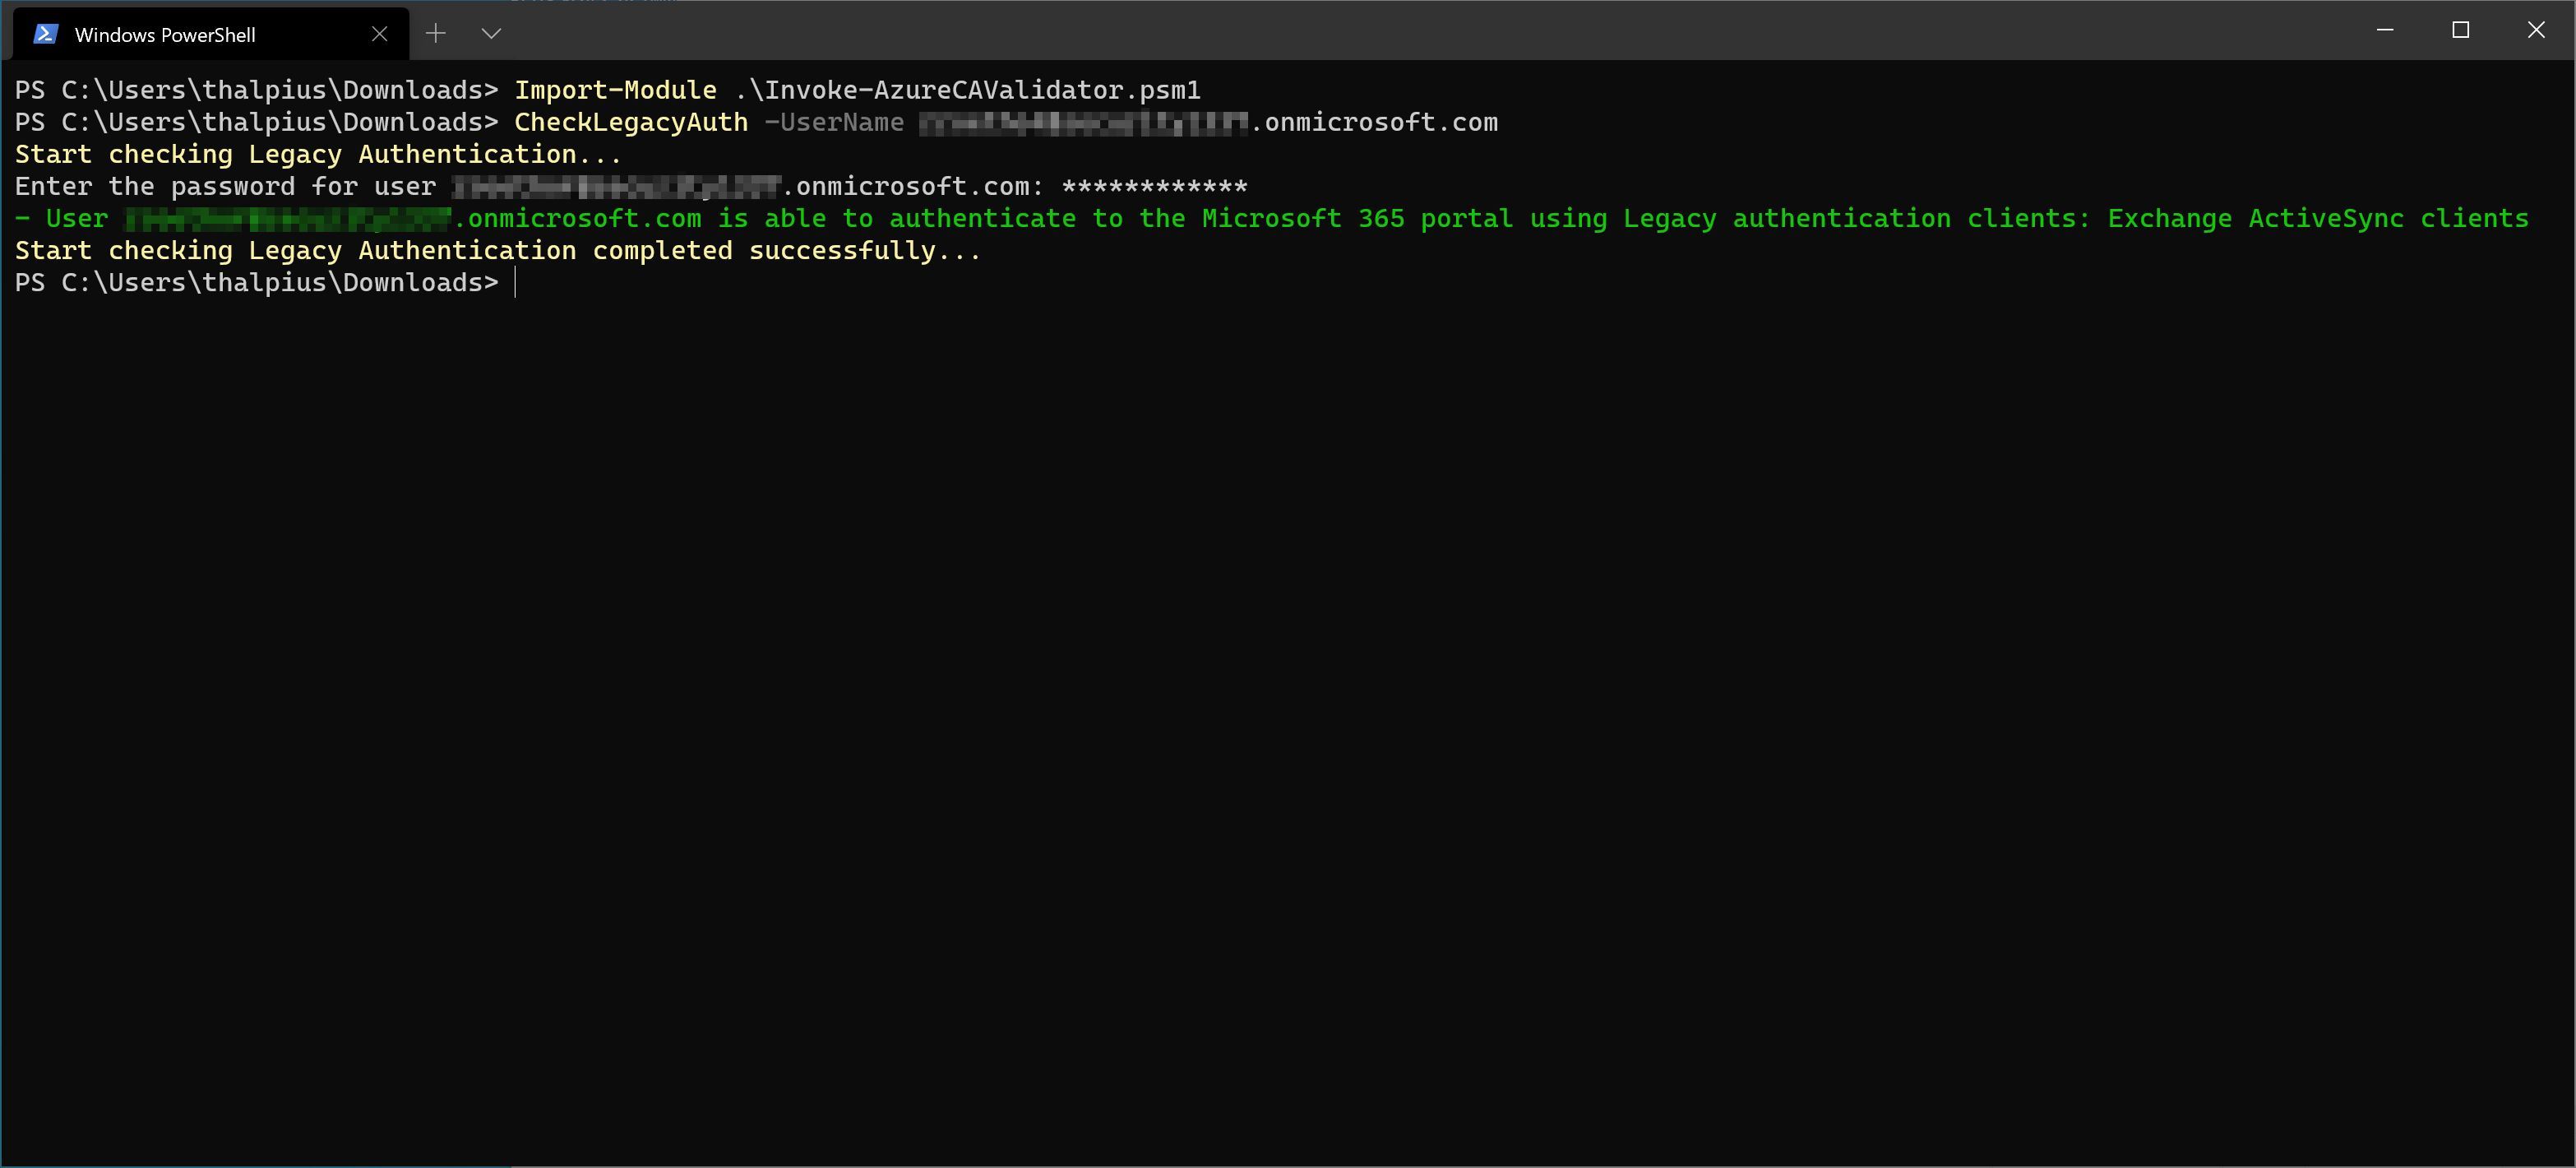 Windows PowerShell
PS C:\Users\thalpius\Downloads> Import-Module .\Invoke-AzureCAValidator.psm1
PS C:\Users\thalpius\Downloads> CheckLegacyAuth -UserName .onmicrosoft.com
Start checking Legacy Authentication...
Enter the password for user .onmicrosoft.com: ************
- User .onmicrosoft.com is able to authenticate to the Microsoft 365 portal using Legacy authentication clients: Exchange ActiveSync clients
Start checking Legacy Authentication completed successfully...
PS C:\Users\thalpius\Downloads>